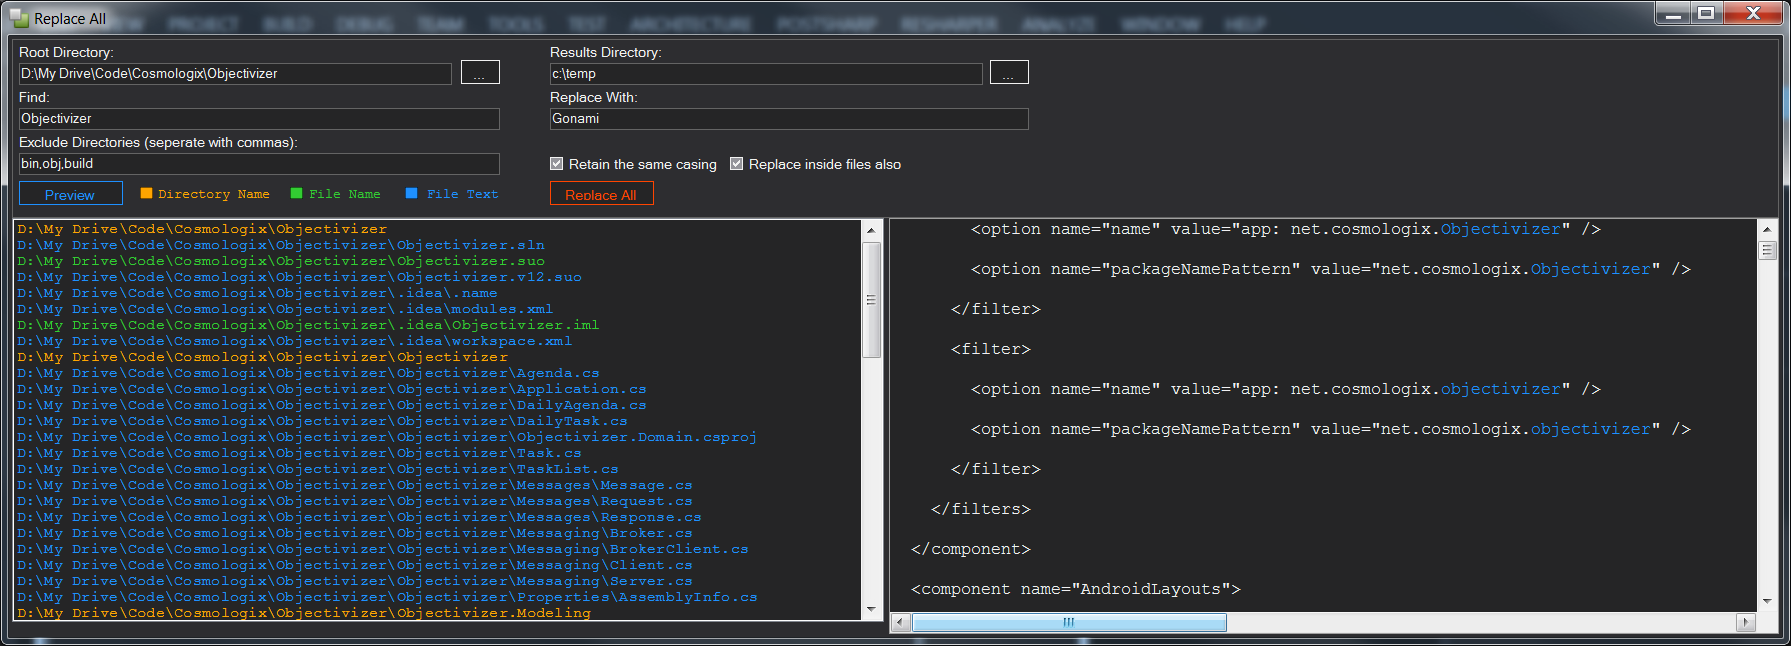 Replace All
VIEW PROJECT BUILD DEBUG TEAM TOOLS TEST ARCHITECTURE POSTSHARP RESHARPER ANALYZE WINDOW HELP
Root Directory:
D:\My Drive\Code\Cosmologix\Objectivizer
...
Results Directory:
c:\temp
...
Find:
Objectivizer
Replace With:
Gonami
Exclude Directories (seperate with commas):
bin,obj,build
Retain the same casing
Replace inside files also
Preview
Directory Name
File Name
File Text
Replace All
D:\My Drive\Code\Cosmologix\Objectivizer
D:\My Drive\Code\Cosmologix\Objectivizer\Objectivizer.sln
D:\My Drive\Code\Cosmologix\Objectivizer\Objectivizer.suo
D:\My Drive\Code\Cosmologix\Objectivizer\Objectivizer.v12.suo
D:\My Drive\Code\Cosmologix\Objectivizer\.idea\.name
D:\My Drive\Code\Cosmologix\Objectivizer\.idea\modules.xml
D:\My Drive\Code\Cosmologix\Objectivizer\.idea\Objectivizer.iml
D:\My Drive\Code\Cosmologix\Objectivizer\.idea\workspace.xml
D:\My Drive\Code\Cosmologix\Objectivizer\Objectivizer
D:\My Drive\Code\Cosmologix\Objectivizer\Objectivizer\Agenda.cs
D:\My Drive\Code\Cosmologix\Objectivizer\Objectivizer\Application.cs
D:\My Drive\Code\Cosmologix\Objectivizer\Objectivizer\DailyAgenda.cs
D:\My Drive\Code\Cosmologix\Objectivizer\Objectivizer\DailyTask.cs
D:\My Drive\Code\Cosmologix\Objectivizer\Objectivizer\Objectivizer.Domain.csproj
D:\My Drive\Code\Cosmologix\Objectivizer\Objectivizer\Task.cs
D:\My Drive\Code\Cosmologix\Objectivizer\Objectivizer\TaskList.cs
D:\My Drive\Code\Cosmologix\Objectivizer\Objectivizer\Messages\Message.cs
D:\My Drive\Code\Cosmologix\Objectivizer\Objectivizer\Messages\Request.cs
D:\My Drive\Code\Cosmologix\Objectivizer\Objectivizer\Messages\Response.cs
D:\My Drive\Code\Cosmologix\Objectivizer\Objectivizer\Messaging\Broker.cs
D:\My Drive\Code\Cosmologix\Objectivizer\Objectivizer\Messaging\BrokerClient.cs
D:\My Drive\Code\Cosmologix\Objectivizer\Objectivizer\Messaging\Client.cs
D:\My Drive\Code\Cosmologix\Objectivizer\Objectivizer\Messaging\Server.cs
D:\My Drive\Code\Cosmologix\Objectivizer\Objectivizer\Properties\AssemblyInfo.cs
D:\My Drive\Code\Cosmologix\Objectivizer\Objectivizer.Modeling
<option name="name" value="app: net.cosmologix.Objectivizer" />
<option name="packageNamePattern" value="net.cosmologix.Objectivizer" />
</filter>
<filter>
<option name="name" value="app: net.cosmologix.objectivizer" />
<option name="packageNamePattern" value="net.cosmologix.objectivizer" />
</filter>
</filters>
</component>
<component name="AndroidLayouts">